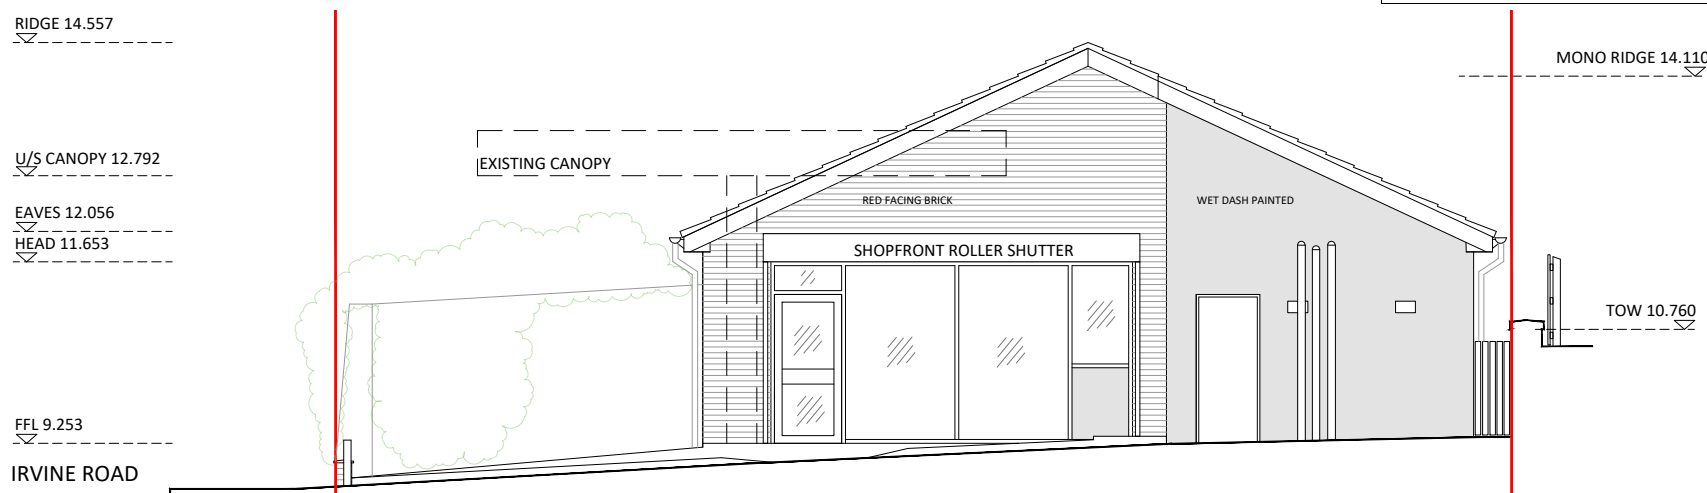 RIDGE 14.557
MONO RIDGE 14.110
U/S CANOPY 12.792
EXISTING CANOPY
RED FACING BRICK
WET DASH PAINTED
EAVES 12.056
HEAD 11.653
SHOPFRONT ROLLER SHUTTER
TOW 10.760
FFL 9.253
IRVINE ROAD